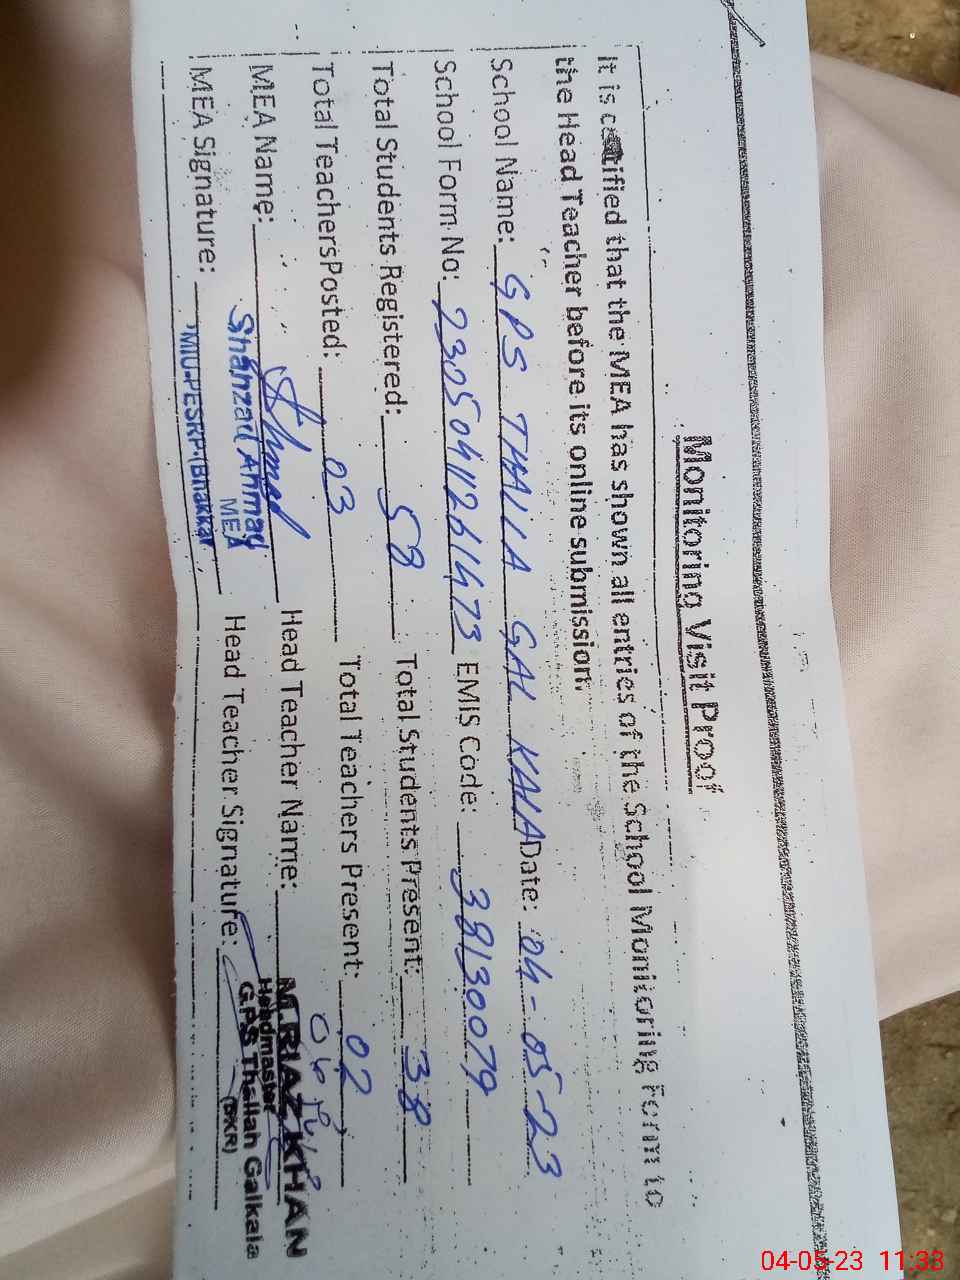 Monitoring Visit Proof
It is certified that the MEA has shown all entries of the School Monitoring Form to
the Head Teacher before its online submission.
School Name: GPS THALLA GAL KALA Date: 04-05-23
School Form No: 2305041261473 EMIS Code: 38130079
Total Students Registered: 58 Total Students Present: 38
Total TeachersPosted: 03 Total Teachers Present: 02
MEA Name: Ahmed Head Teacher Name: M.RIAZ KHAN
Shahzad Ahmad Headmaster
MEA
MEA Signature: Head Teacher Signature: G.P.S Thallah Galkala
MIU-PESRP (Bhakkar (BKR)
04-05-23 11:33